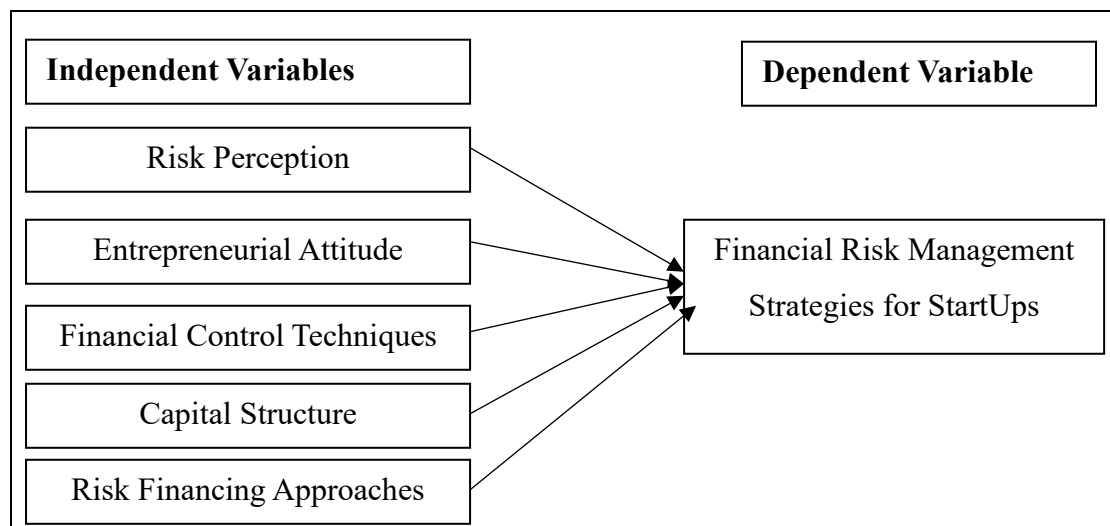 Independent Variables
Dependent Variable
Risk Perception
Entrepreneurial Attitude
Financial Control Techniques
Capital Structure
Risk Financing Approaches
Financial Risk Management
Strategies for StartUps